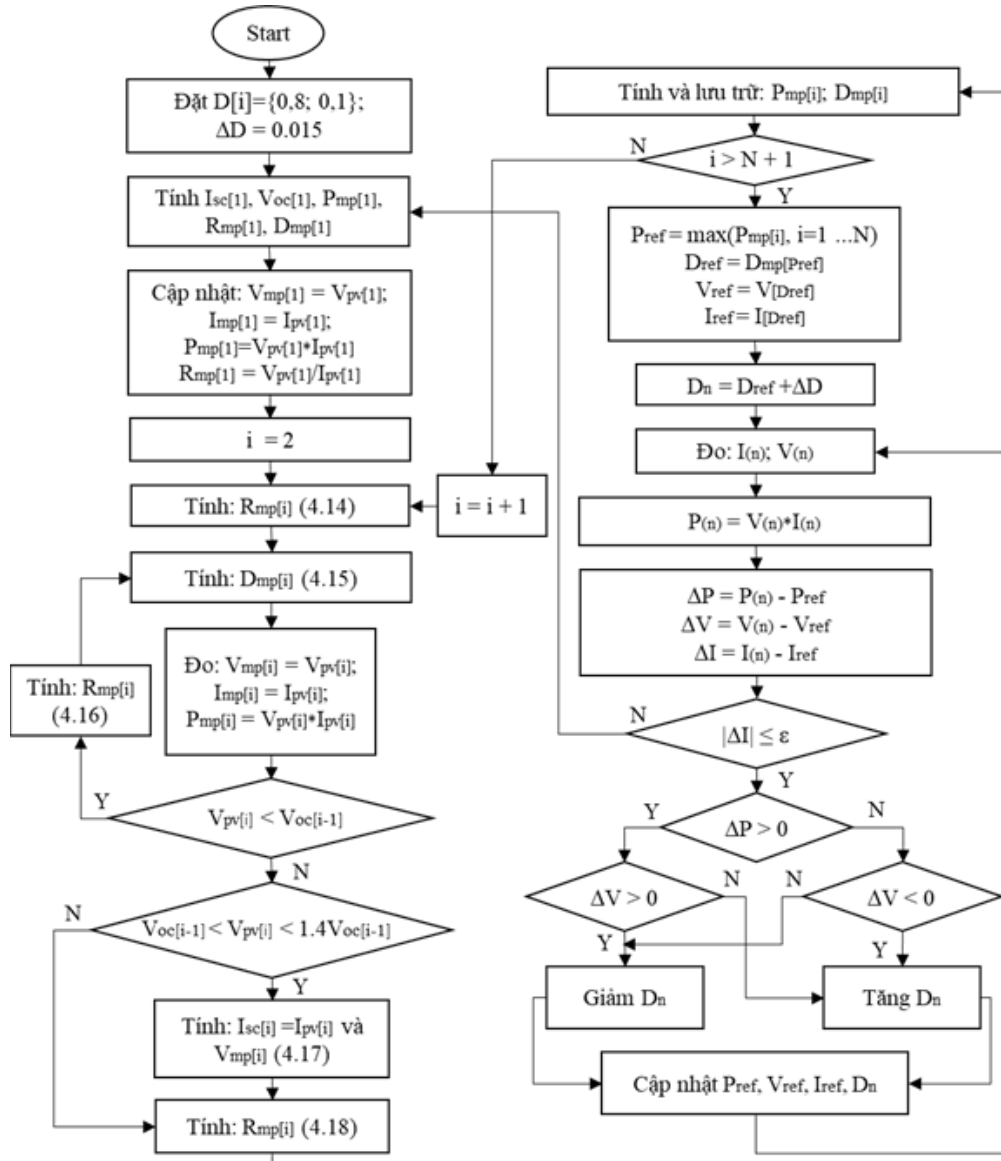 Start
Đặt D[i]={0,8; 0,1};
ΔD = 0.015
Tính Isc[1], Voc[1], Pmp[1],
Rmp[1], Dmp[1]
Cập nhật: Vmp[1] = Vpv[1];
Imp[1] = Ipv[1];
Pmp[1]=Vpv[1]*Ipv[1]
Rmp[1] = Vpv[1]/Ipv[1]
i = 2
Tính: Rmp[i] (4.14)
i = i + 1
Tính: Dmp[i] (4.15)
Đo: Vmp[i] = Vpv[i];
Imp[i] = Ipv[i];
Pmp[i] = Vpv[i]*Ipv[i]
Tính: Rmp[i]
(4.16)
Y
Vpv[i] < Voc[i-1]
N
N
Voc[i-1] < Vpv[i] < 1.4Voc[i-1]
Y
Tính: Isc[i] =Ipv[i] và
Vmp[i] (4.17)
Tính: Rmp[i] (4.18)
Tính và lưu trữ: Pmp[i]; Dmp[i]
N
i > N + 1
Y
Pref = max(Pmp[i], i=1 ...N)
Dref = Dmp[Pref]
Vref = V[Dref]
Iref = I[Dref]
Dn = Dref +ΔD
Đo: I(n); V(n)
P(n) = V(n)*I(n)
ΔP = P(n) - Pref
ΔV = V(n) - Vref
ΔI = I(n) - Iref
N
|ΔI| ≤ ε
Y
Y
ΔP > 0
N
ΔV > 0
N
N
ΔV < 0
Y
Y
Giảm Dn
Tăng Dn
Cập nhật Pref, Vref, Iref, Dn